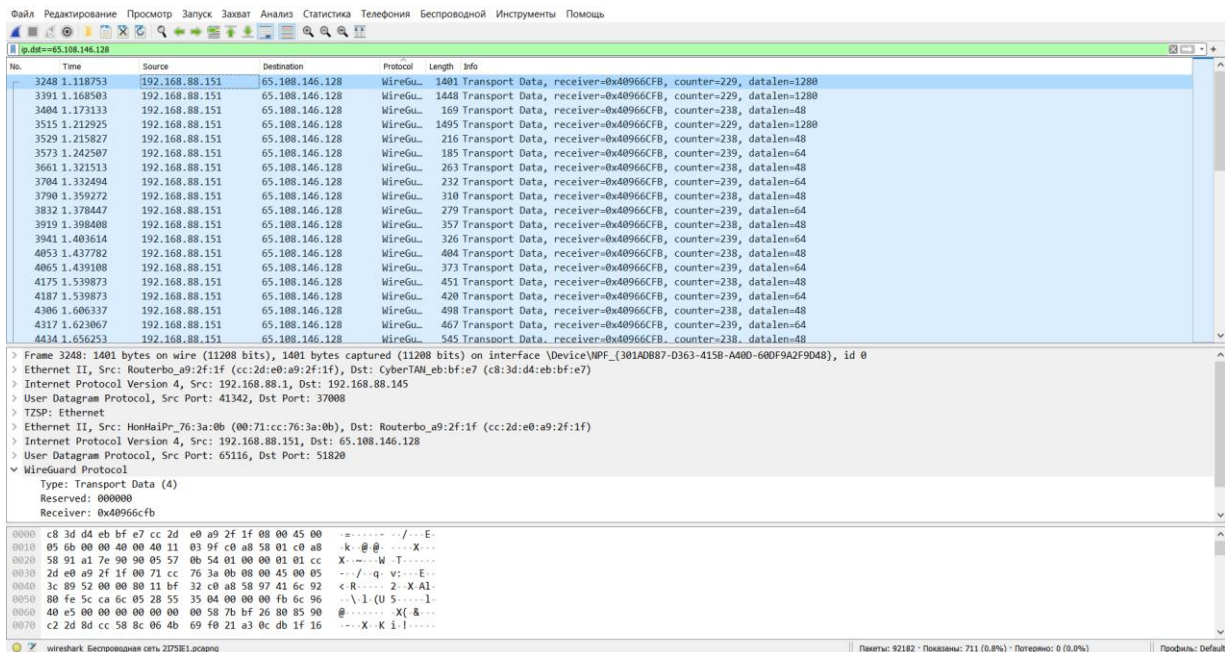 Файл Редактирование Просмотр Запуск Захват Анализ Статистика Телефония Беспроводной Инструменты Помощь
ip.dst==65.108.146.128
No. Time Source Destination Protocol Length Info
3248 1.118753 192.168.88.151 65.108.146.128 WireGu… 1401 Transport Data, receiver=0x40966CFB, counter=229, datalen=1280
3391 1.168503 192.168.88.151 65.108.146.128 WireGu… 1448 Transport Data, receiver=0x40966CFB, counter=229, datalen=1280
3404 1.173133 192.168.88.151 65.108.146.128 WireGu… 169 Transport Data, receiver=0x40966CFB, counter=238, datalen=48
3515 1.212925 192.168.88.151 65.108.146.128 WireGu… 1495 Transport Data, receiver=0x40966CFB, counter=229, datalen=1280
3529 1.215827 192.168.88.151 65.108.146.128 WireGu… 216 Transport Data, receiver=0x40966CFB, counter=238, datalen=48
3573 1.242507 192.168.88.151 65.108.146.128 WireGu… 185 Transport Data, receiver=0x40966CFB, counter=239, datalen=64
3661 1.321513 192.168.88.151 65.108.146.128 WireGu… 263 Transport Data, receiver=0x40966CFB, counter=238, datalen=48
3704 1.332494 192.168.88.151 65.108.146.128 WireGu… 232 Transport Data, receiver=0x40966CFB, counter=239, datalen=64
3790 1.359272 192.168.88.151 65.108.146.128 WireGu… 310 Transport Data, receiver=0x40966CFB, counter=238, datalen=48
3832 1.378447 192.168.88.151 65.108.146.128 WireGu… 279 Transport Data, receiver=0x40966CFB, counter=239, datalen=64
3919 1.398408 192.168.88.151 65.108.146.128 WireGu… 357 Transport Data, receiver=0x40966CFB, counter=238, datalen=48
3941 1.403614 192.168.88.151 65.108.146.128 WireGu… 326 Transport Data, receiver=0x40966CFB, counter=239, datalen=64
4053 1.437782 192.168.88.151 65.108.146.128 WireGu… 404 Transport Data, receiver=0x40966CFB, counter=238, datalen=48
4065 1.439108 192.168.88.151 65.108.146.128 WireGu… 373 Transport Data, receiver=0x40966CFB, counter=239, datalen=64
4175 1.539873 192.168.88.151 65.108.146.128 WireGu… 451 Transport Data, receiver=0x40966CFB, counter=238, datalen=48
4187 1.539873 192.168.88.151 65.108.146.128 WireGu… 420 Transport Data, receiver=0x40966CFB, counter=239, datalen=64
4306 1.606337 192.168.88.151 65.108.146.128 WireGu… 498 Transport Data, receiver=0x40966CFB, counter=238, datalen=48
4317 1.623067 192.168.88.151 65.108.146.128 WireGu… 467 Transport Data, receiver=0x40966CFB, counter=239, datalen=64
4434 1.656253 192.168.88.151 65.108.146.128 WireGu… 545 Transport Data, receiver=0x40966CFB, counter=238, datalen=48
> Frame 3248: 1401 bytes on wire (11208 bits), 1401 bytes captured (11208 bits) on interface \Device\NPF_{301ADB87-D363-415B-A40D-60DF9A2F9D48}, id 0
> Ethernet II, Src: Routerbo_a9:2f:1f (cc:2d:e0:a9:2f:1f), Dst: CyberTAN_eb:bf:e7 (c8:3d:d4:eb:bf:e7)
> Internet Protocol Version 4, Src: 192.168.88.1, Dst: 192.168.88.145
> User Datagram Protocol, Src Port: 41342, Dst Port: 37008
> TZSP: Ethernet
> Ethernet II, Src: HonHaiPr_76:3a:0b (00:71:cc:76:3a:0b), Dst: Routerbo_a9:2f:1f (cc:2d:e0:a9:2f:1f)
> Internet Protocol Version 4, Src: 192.168.88.151, Dst: 65.108.146.128
> User Datagram Protocol, Src Port: 65116, Dst Port: 51820
WireGuard Protocol
Type: Transport Data (4)
Reserved: 000000
Receiver: 0x40966cfb
0000 c8 3d d4 eb bf e7 cc 2d e0 a9 2f 1f 08 00 45 00 ·=·····- ··/···E·
0010 05 6b 00 00 40 00 40 11 03 9f c0 a8 58 01 c0 a8 ·k··@·@· ····X···
0020 58 91 a1 7e 90 90 05 57 0b 54 01 00 00 01 01 cc X··~···W ·T······
0030 2d e0 a9 2f 1f 00 71 cc 76 3a 0b 08 00 45 00 05 -··/··q· v:···E··
0040 3c 89 52 00 00 80 11 bf 32 c0 a8 58 97 41 6c 92 <·R····· 2··X·Al·
0050 80 fe 5c ca 6c 05 28 55 35 04 00 00 00 fb 6c 96 ··\·l·(U 5·····l·
0060 40 e5 00 00 00 00 00 00 00 58 7b bf 26 80 85 90 @······· ·X{·&···
0070 c2 2d 8d cc 58 8c 06 4b 69 f0 21 a3 0c db 1f 16 ·-··X··K i·!·····
wireshark_Беспроводная сеть 2I75IE1.pcapng Пакеты: 92182 · Показаны: 711 (0.8%) · Потеряно: 0 (0.0%) Профиль: Default